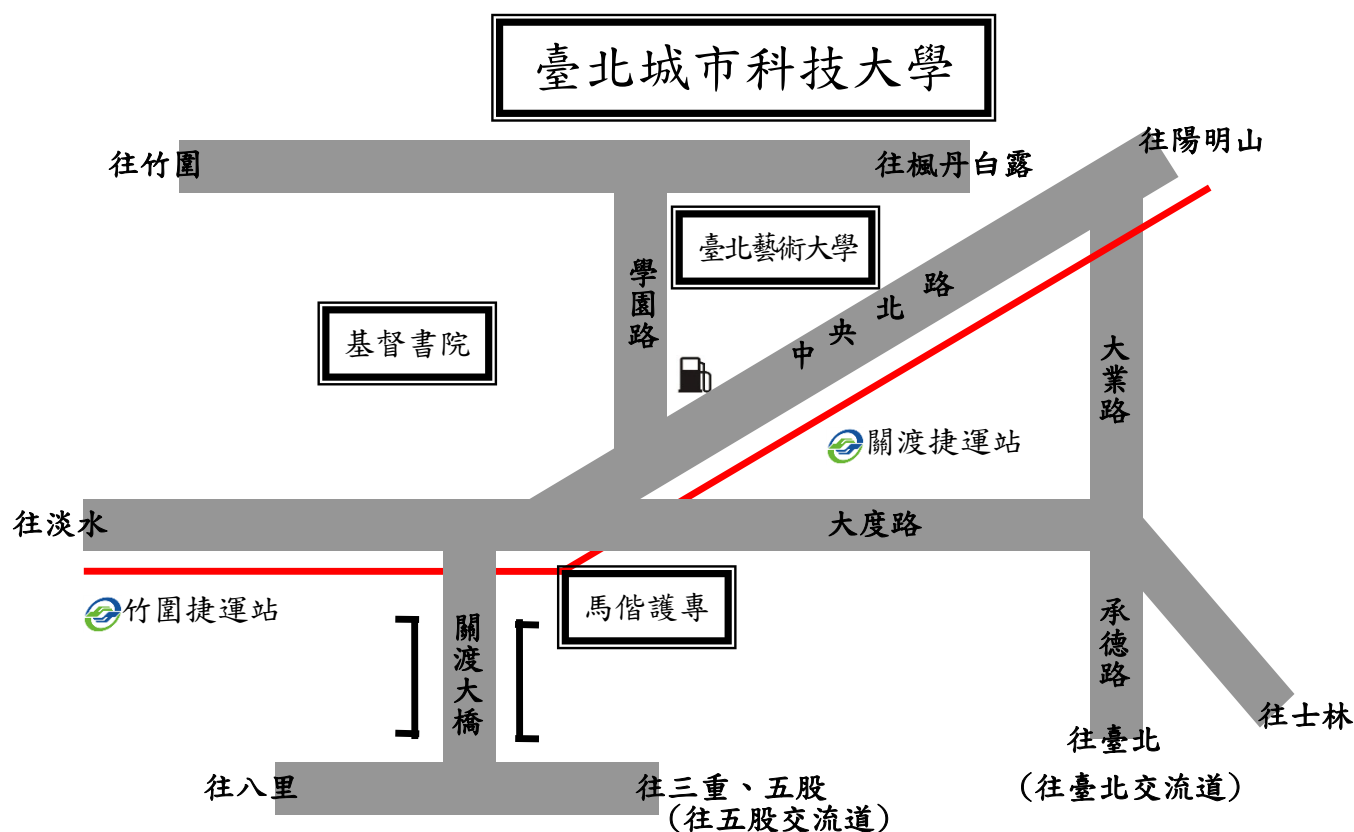 臺北城市科技大學
往陽明山
往竹圍
往楓丹白露
臺北藝術大學
學園路
中央北路
基督書院
大業路
關渡捷運站
往淡水
大度路
竹圍捷運站
關渡大橋
馬偕護專
承德路
往士林
往臺北
(往臺北交流道)
往八里
往三重、五股
(往五股交流道)